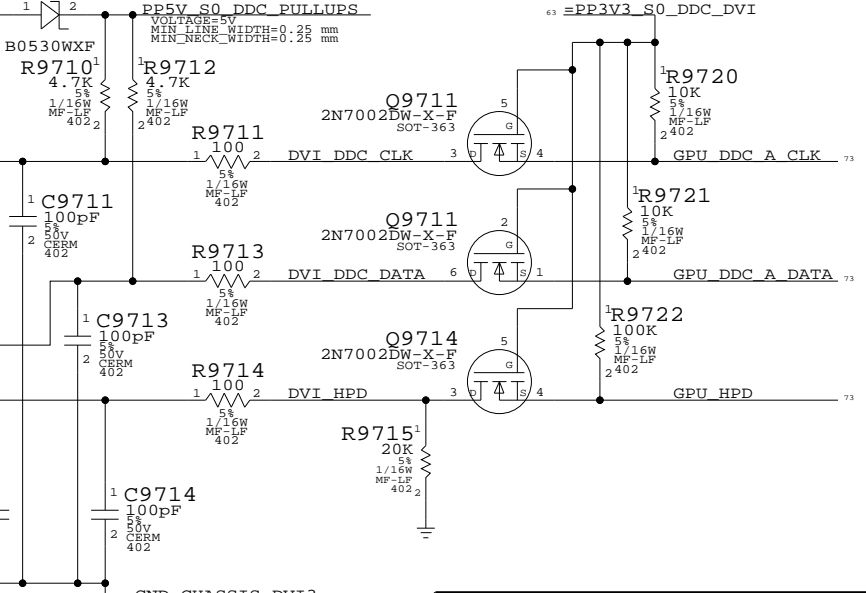 1 2 PP5V_S0_DDC_PULLUPS
VOLTAGE=5V
MIN_LINE_WIDTH=0.25 mm
MIN_NECK_WIDTH=0.25 mm
B0530WXF
63 =PP3V3_S0_DDC_DVI
R9710 1
4.7K
5%
1/16W
MF-LF
402 2
1 R9712
4.7K
5%
1/16W
MF-LF
2 402
1 R9720
10K
5%
1/16W
MF-LF
2 402
Q9711
2N7002DW-X-F
SOT-363
5
G
D S
R9711
100
1 2 DVI_DDC_CLK 3 4 GPU_DDC_A_CLK 73
5%
1/16W
MF-LF
402
1 C9711
100pF
5%
2 50V
CERM
402
1 R9721
10K
5%
1/16W
MF-LF
2 402
Q9711
2N7002DW-X-F
SOT-363
2
G
D S
R9713
100
1 2 DVI_DDC_DATA 6 1 GPU_DDC_A_DATA 73
5%
1/16W
MF-LF
402
1 C9713
100pF
5%
2 50V
CERM
402
1 R9722
100K
5%
1/16W
MF-LF
2 402
Q9714
2N7002DW-X-F
SOT-363
5
G
D S
R9714
100
1 2 DVI_HPD 3 4 GPU_HPD 73
5%
1/16W
MF-LF
402
R9715 1
20K
5%
1/16W
MF-LF
402 2
1 C9714
100pF
5%
2 50V
CERM
402
GND_CHASSIS_DVI3